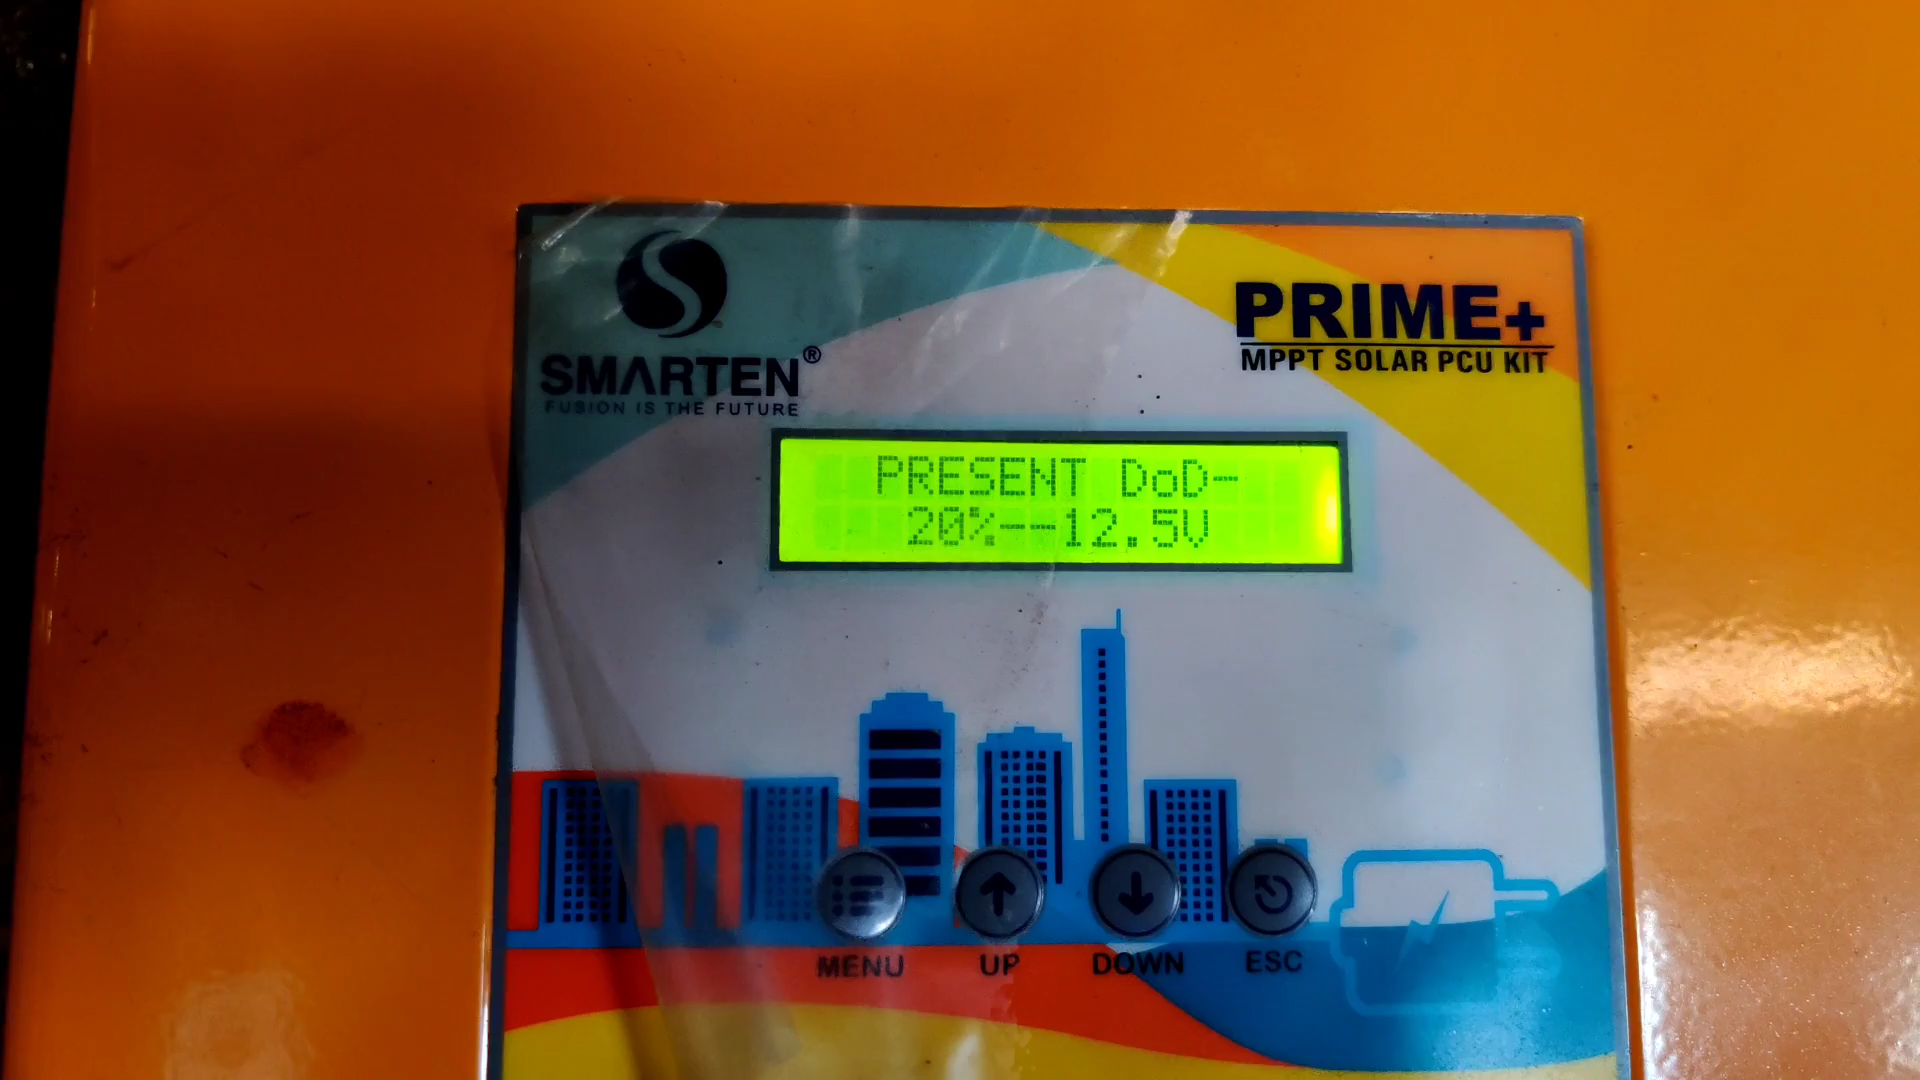 SMARTEN®
FUSION IS THE FUTURE
PRIME+
MPPT SOLAR PCU KIT
PRESENT DoD-
20%--12.5V
MENU
UP
DOWN
ESC